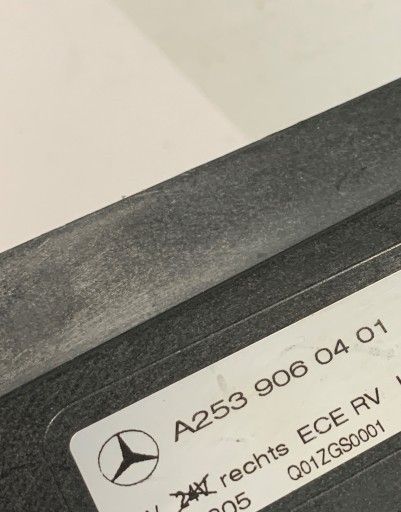 A253 906 04 01
rechts ECE RV
Q01ZGS0001